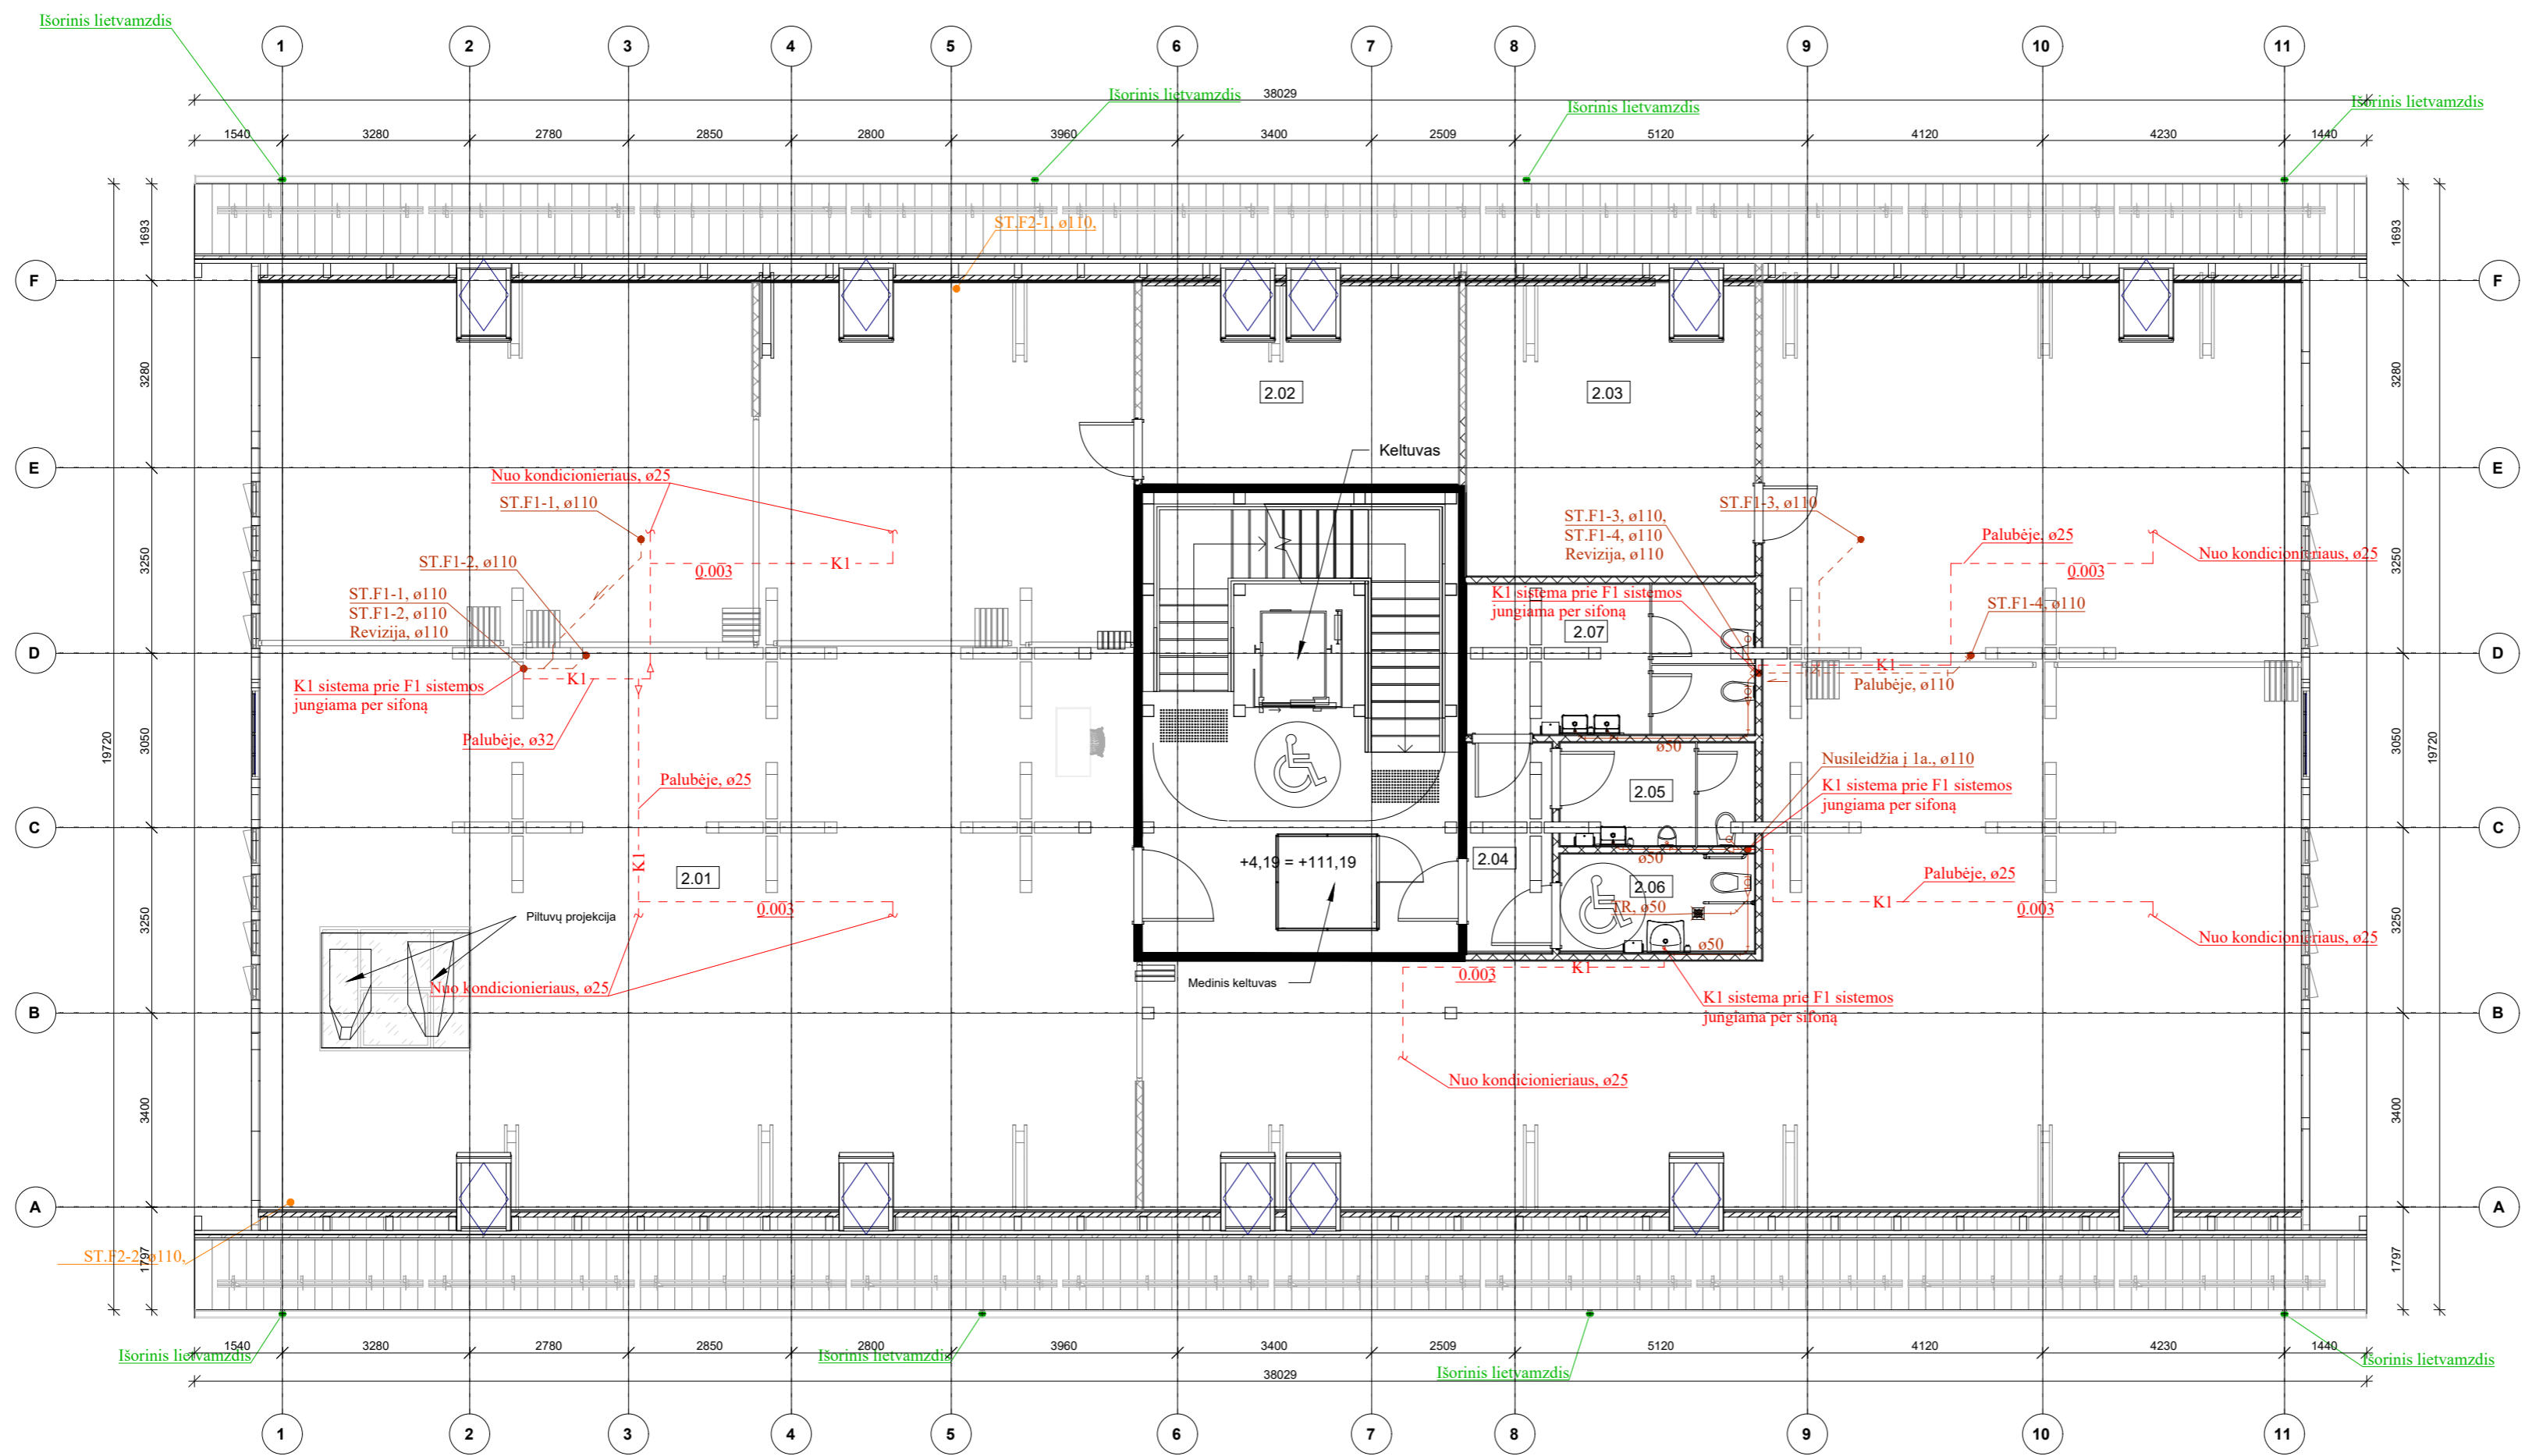 Išorinis lietvamzdis
1 2 3 4 5 6 7 8 9 10 11
38029
Išorinis lietvamzdis
Išorinis lietvamzdis
Išorinis lietvamzdis
1540 3280 2780 2850 2800 3960 3400 2509 5120 4120 4230 1440
1693
1693
ST.F2-1, ø110,
F
F
3280
3280
2.02
2.03
Keltuvas
E
E
Nuo kondicionieriaus, ø25
ST.F1-1, ø110
ST.F1-3, ø110
ST.F1-3, ø110,
ST.F1-4, ø110
Revizija, ø110
Palubėje, ø25
Nuo kondicionieriaus, ø25
3250
3250
ST.F1-2, ø110
0.003
K1
0.003
ST.F1-1, ø110
ST.F1-2, ø110
Revizija, ø110
K1 sistema prie F1 sistemos
jungiama per sifoną
ST.F1-4, ø110
2.07
D
D
K1
K1
Palubėje, ø110
K1 sistema prie F1 sistemos
jungiama per sifoną
Palubėje, ø32
ø50
19720
3050
3050
19720
Nusileidžia į 1a., ø110
Palubėje, ø25
2.05
K1 sistema prie F1 sistemos
jungiama per sifoną
C
C
K1
+4,19 = +111,19
2.04
ø50
2.01
2.06
Palubėje, ø25
0.003
TR, ø50
K1
0.003
Piltuvų projekcija
3250
3250
ø50
Nuo kondicionieriaus, ø25
0.003
K1
Nuo kondicionieriaus, ø25
Medinis keltuvas
K1 sistema prie F1 sistemos
jungiama per sifoną
B
B
Nuo kondicionieriaus, ø25
3400
3400
A
A
ST.F2-2, ø110,
1797
1797
1540 3280 2780 2850 2800 3960 3400 2509 5120 4120 4230 1440
Išorinis lietvamzdis
Išorinis lietvamzdis
Išorinis lietvamzdis
Išorinis lietvamzdis
38029
1 2 3 4 5 6 7 8 9 10 11